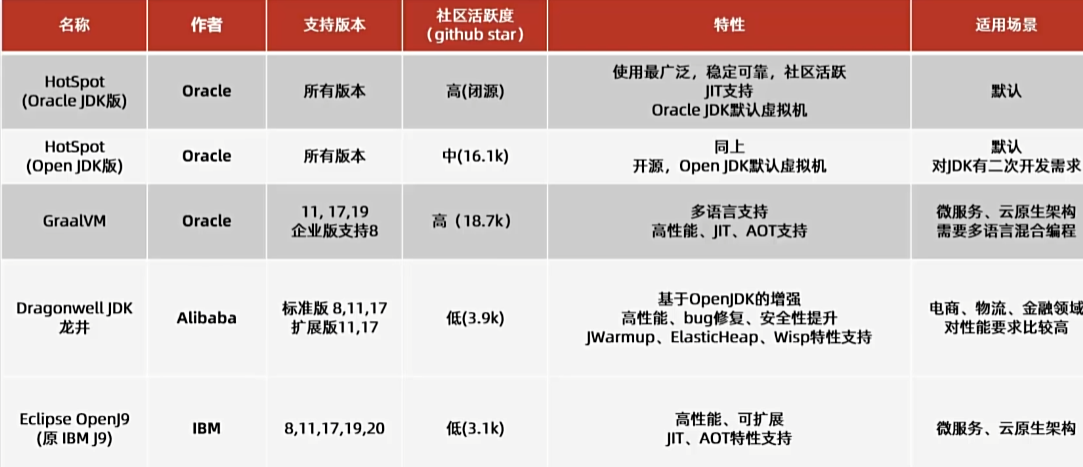 名称 作者 支持版本 社区活跃度 特性 适用场景
(github star)
HotSpot
(Oracle JDK版)
Oracle
所有版本
高(闭源)
使用最广泛，稳定可靠，社区活跃
JIT支持
Oracle JDK默认虚拟机
默认
HotSpot
(Open JDK版)
Oracle
所有版本
中(16.1k)
同上
开源，Open JDK默认虚拟机
默认
对JDK有二次开发需求
GraalVM
Oracle
11, 17,19
企业版支持8
高（18.7k）
多语言支持
高性能、JIT、AOT支持
微服务、云原生架构
需要多语言混合编程
Dragonwell JDK
龙井
Alibaba
标准版 8,11,17
扩展版11,17
低(3.9k)
基于OpenJDK的增强
高性能、bug修复、安全性提升
JWarmup、ElasticHeap、Wisp特性支持
电商、物流、金融领域
对性能要求比较高
Eclipse OpenJ9
(原 IBM J9)
IBM
8,11,17,19,20
低(3.1k)
高性能、可扩展
JIT、AOT特性支持
微服务、云原生架构